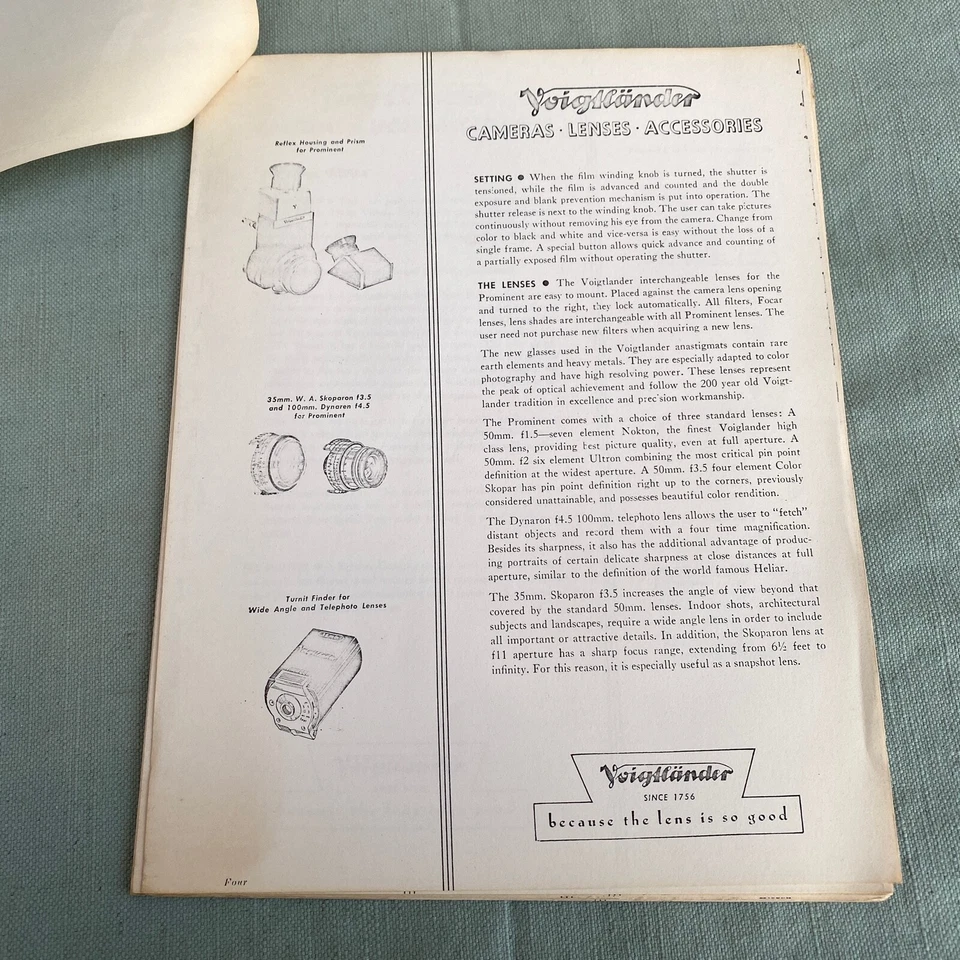 Voigtländer
CAMERAS · LENSES · ACCESSORIES
Reflex Housing and Prism
for Prominent
35mm. W. A. Skoparon f3.5
and 100mm. Dynaren f4.5
for Prominent
Turnit Finder for
Wide Angle and Telephoto Lenses
SETTING ● When the film winding knob is turned, the shutter is
tensioned, while the film is advanced and counted and the double
exposure and blank prevention mechanism is put into operation. The
shutter release is next to the winding knob. The user can take pictures
continuously without removing his eye from the camera. Change from
color to black and white and vice-versa is easy without the loss of a
single frame. A special button allows quick advance and counting of
a partially exposed film without operating the shutter.
THE LENSES ● The Voigtlander interchangeable lenses for the
Prominent are easy to mount. Placed against the camera lens opening
and turned to the right, they lock automatically. All filters, Focar
lenses, lens shades are interchangeable with all Prominent lenses. The
user need not purchase new filters when acquiring a new lens.
The new glasses used in the Voigtlander anastigmats contain rare
earth elements and heavy metals. They are especially adapted to color
photography and have high resolving power. These lenses represent
the peak of optical achievement and follow the 200 year old Voigt-
lander tradition in excellence and precision workmanship.
The Prominent comes with a choice of three standard lenses: A
50mm. f1.5—seven element Nokton, the finest Voiglander high
class lens, providing best picture quality, even at full aperture. A
50mm. f2 six element Ultron combining the most critical pin point
definition at the widest aperture. A 50mm. f3.5 four element Color
Skopar has pin point definition right up to the corners, previously
considered unattainable, and possesses beautiful color rendition.
The Dynaron f4.5 100mm. telephoto lens allows the user to "fetch"
distant objects and record them with a four time magnification.
Besides its sharpness, it also has the additional advantage of produc-
ing portraits of certain delicate sharpness at close distances at full
aperture, similar to the definition of the world famous Heliar.
The 35mm. Skoparon f3.5 increases the angle of view beyond that
covered by the standard 50mm. lenses. Indoor shots, architectural
subjects and landscapes, require a wide angle lens in order to include
all important or attractive details. In addition, the Skoparon lens at
f11 aperture has a sharp focus range, extending from 6½ feet to
infinity. For this reason, it is especially useful as a snapshot lens.
Voigtländer
SINCE 1756
because the lens is so good
Four